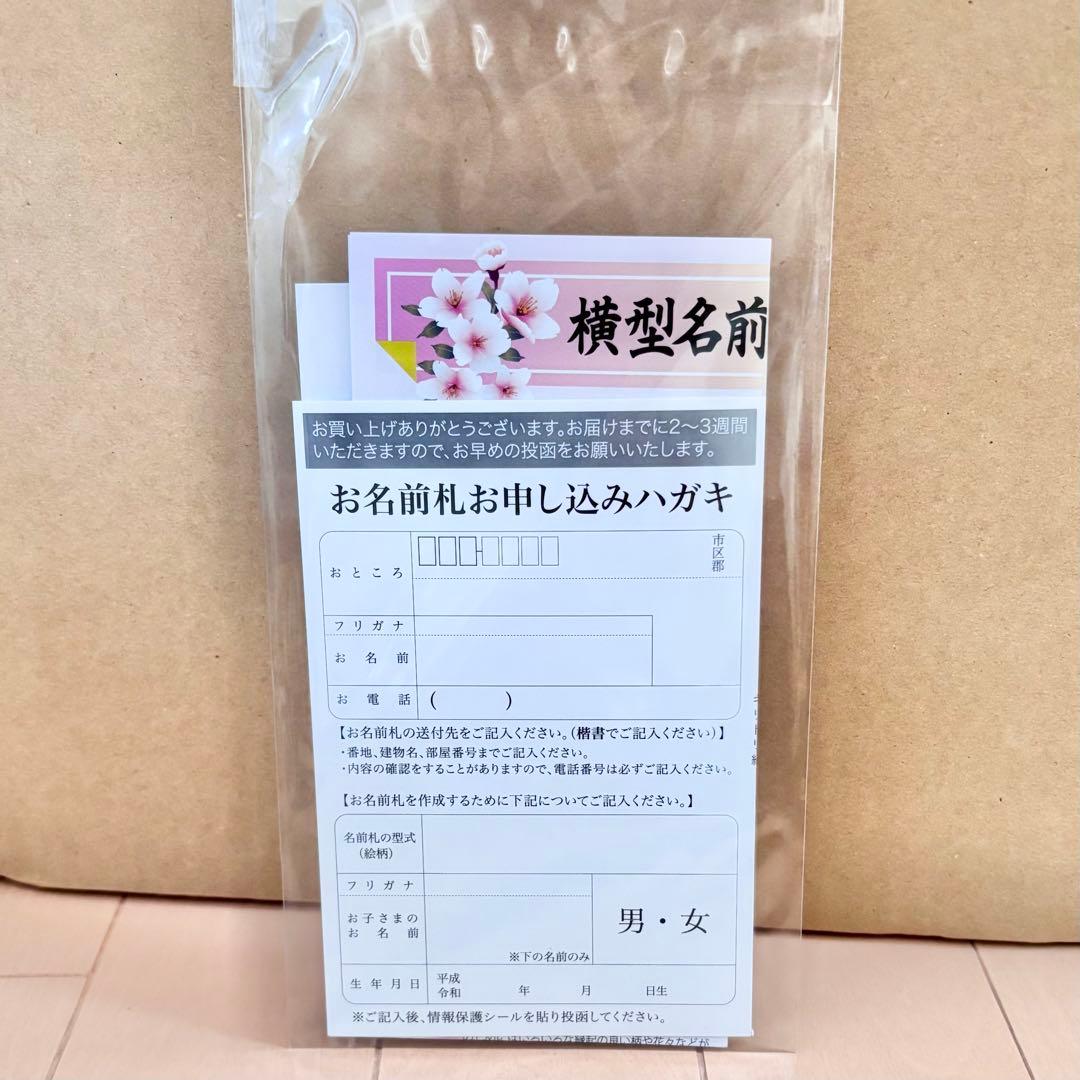 横型名前
お買い上げありがとうございます。お届けまでに2〜3週間
いただきますので、お早めの投函をお願いいたします。
お名前札お申し込みハガキ
おところ
市区郡
フリガナ
お名前
お電話 ( )
【お名前札の送付先をご記入ください。(楷書でご記入ください)】
・番地、建物名、部屋番号までご記入ください。
・内容の確認をすることがありますので、電話番号は必ずご記入ください。
【お名前札を作成するために下記についてご記入ください。】
名前札の型式
(絵柄)
フリガナ
お子さまの
お名前
※下の名前のみ
男・女
生年月日
平成
令和 年 月 日生
※ご記入後、情報保護シールを貼り投函してください。